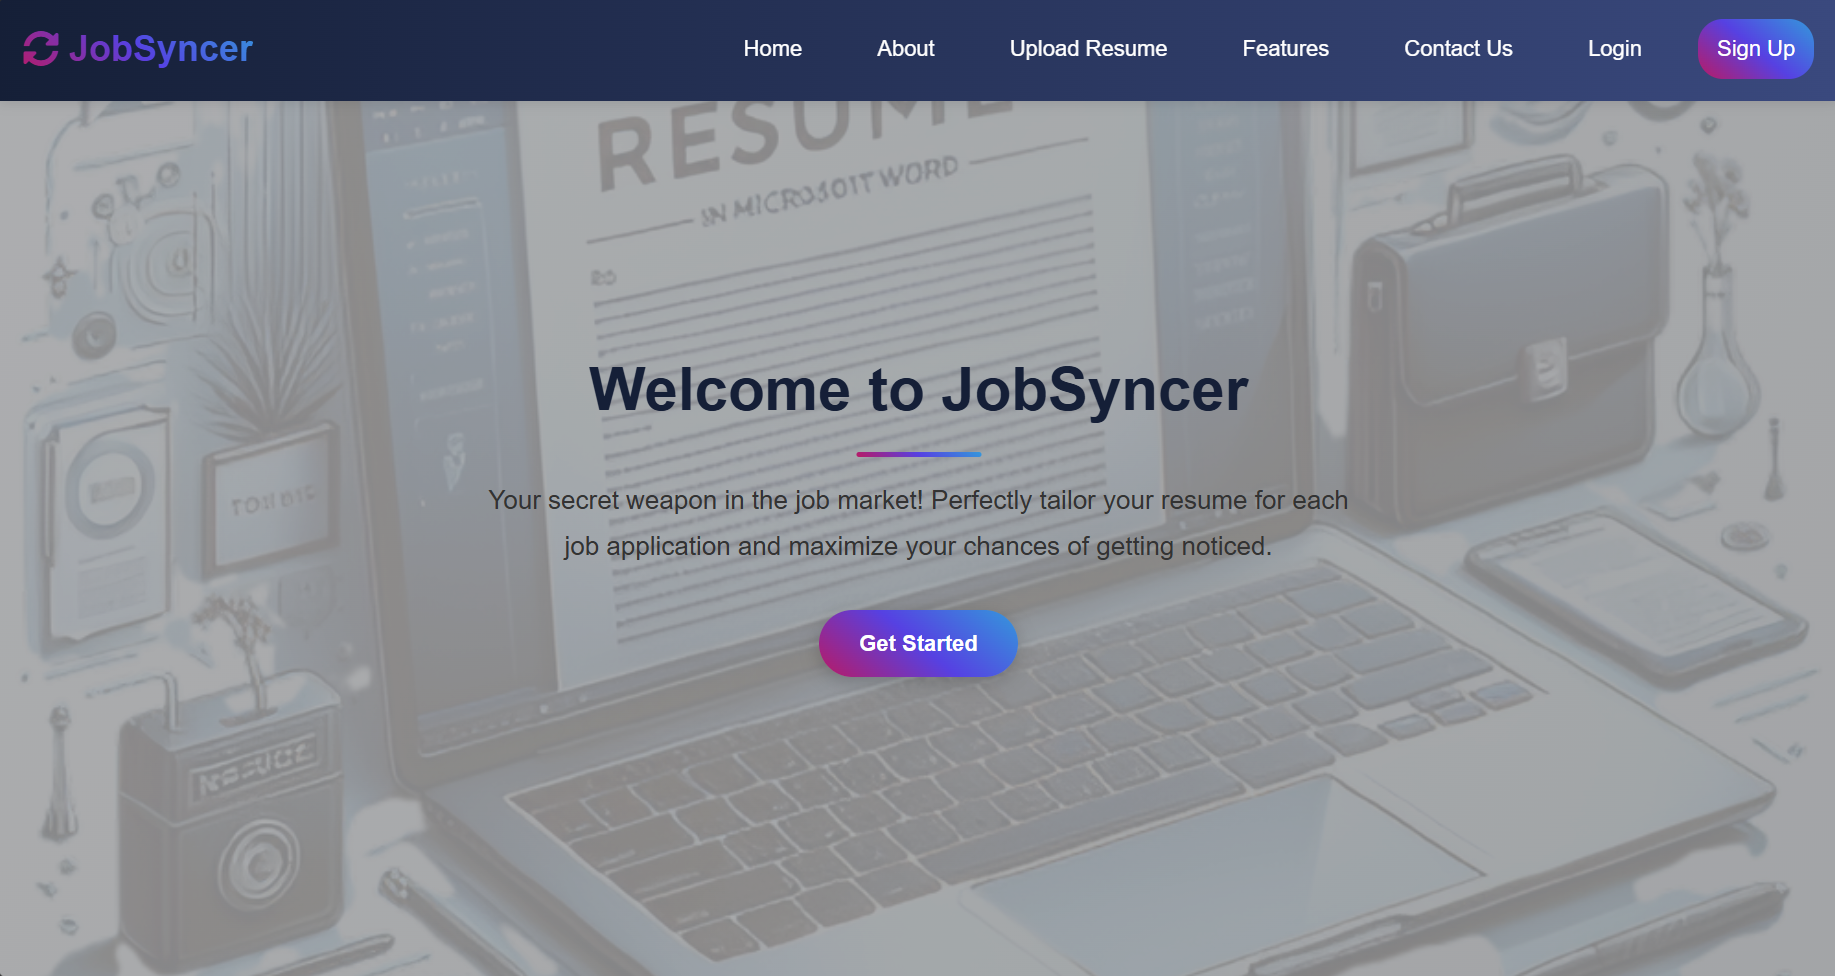 JobSyncer
Home
About
Upload Resume
Features
Contact Us
Login
Sign Up
RESUME
IN MICROSOIT WORD
Welcome to JobSyncer
Your secret weapon in the job market! Perfectly tailor your resume for each
job application and maximize your chances of getting noticed.
Get Started